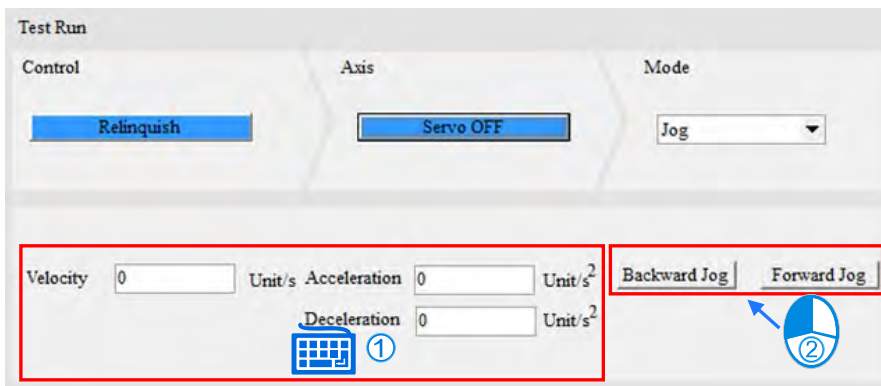 Test Run
Control Axis Mode
Relinquish Servo OFF Jog
Velocity 0 Unit/s Acceleration 0 Unit/s² Backward Jog Forward Jog
Deceleration 0 Unit/s²
① ②